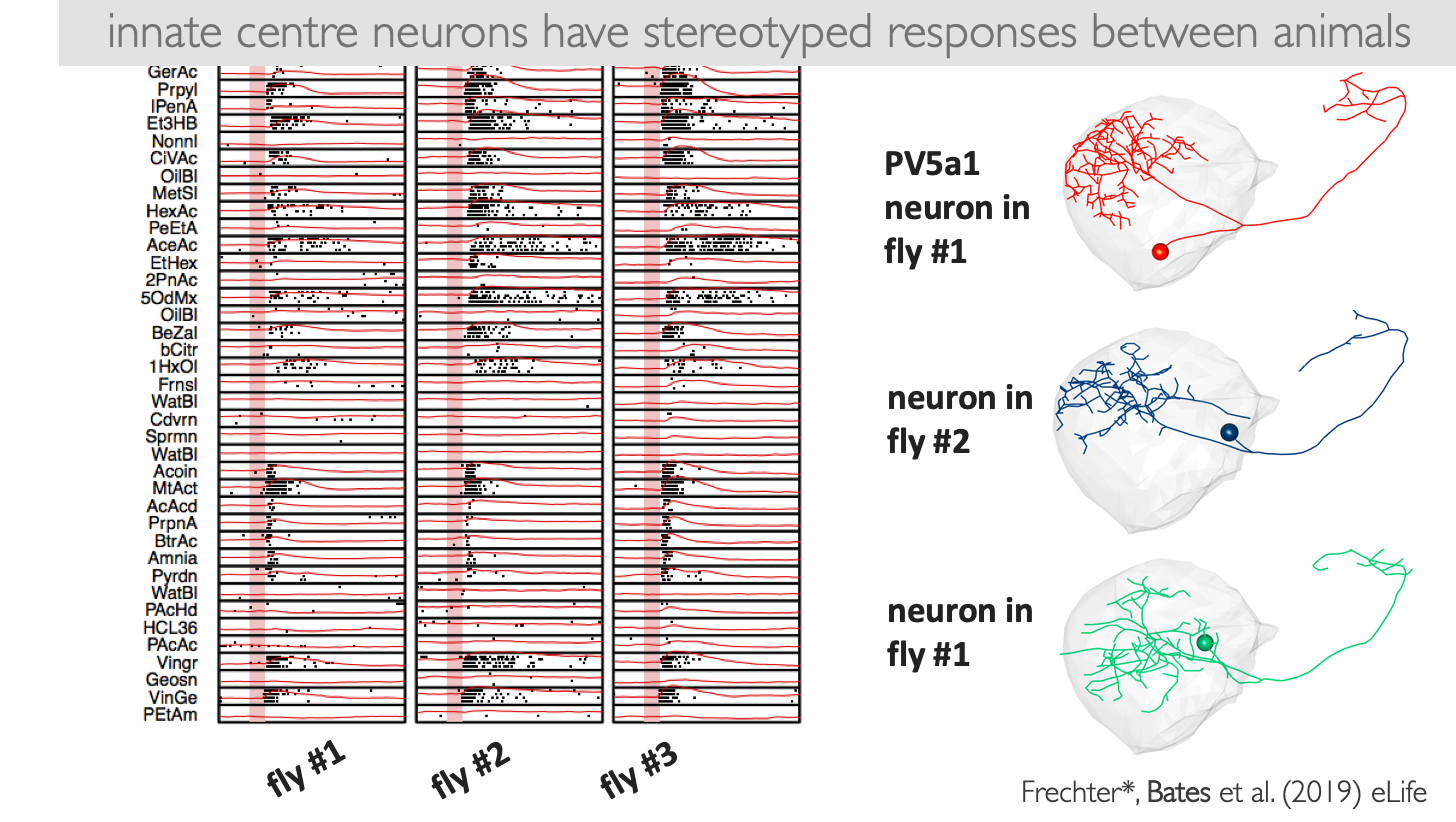 innate centre neurons have stereotyped responses between animals
GerAc
Prpyl
IPenA
Et3HB
Nonnl
CiVAc
OilBl
MetSl
HexAc
PeEtA
AceAc
EtHex
2PnAc
5OdMx
OilBl
BeZal
bCitr
1HxOl
Frnsl
WatBl
Cdvrn
Sprmn
WatBl
Acoin
MtAct
AcAcd
PrpnA
BtrAc
Amnia
Pyrdn
WatBl
PAcHd
HCL36
PAcAc
Vingr
Geosn
VinGe
PEtAm
fly #1
fly #2
fly #3
PV5a1
neuron in
fly #1
neuron in
fly #2
neuron in
fly #1
Frechter*, Bates et al. (2019) eLife